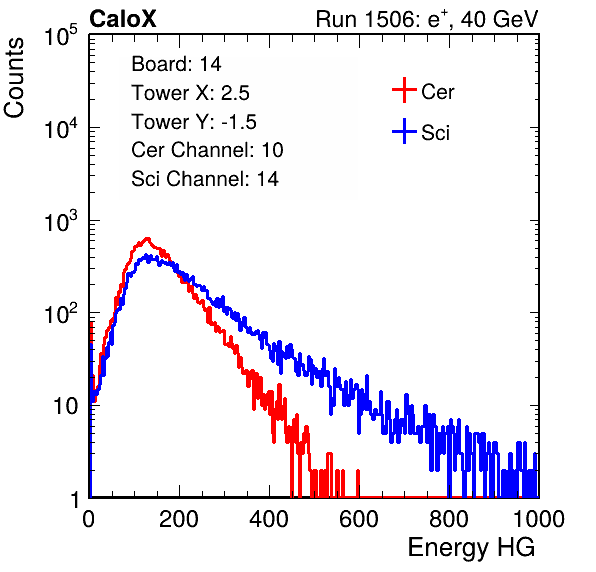 CaloX Run 1506: e+, 40 GeV
Counts
10^5
10^4
10^3
10^2
10
1
Board: 14
Tower X: 2.5
Tower Y: -1.5
Cer Channel: 10
Sci Channel: 14
Cer
Sci
0 200 400 600 800 1000
Energy HG